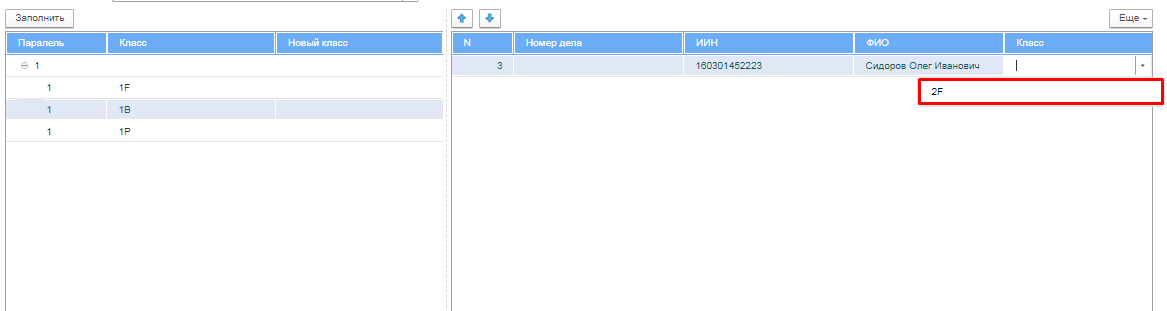 Заполнить
Еще
Паралель Класс Новый класс
N Номер дела ИИН ФИО Класс
1
3 160301452223 Сидоров Олег Иванович
1 1F
2F
1 1B
1 1P